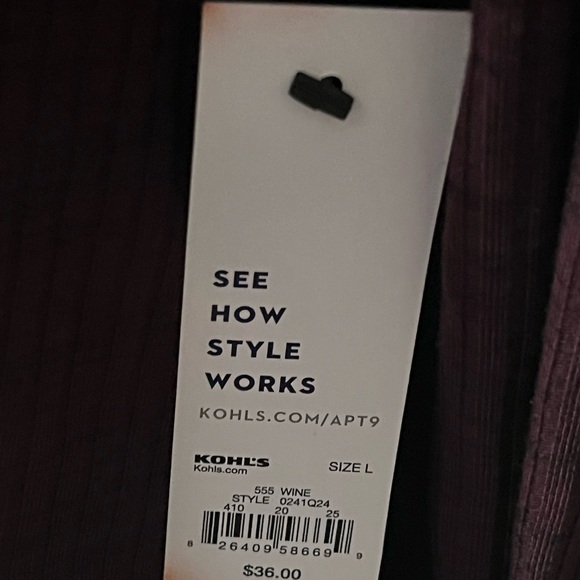 SEE
HOW
STYLE
WORKS
KOHLS.COM/APT9
KOHL'S
Kohls.com
SIZE L
555 WINE
STYLE 0241Q24
410 20 25
8 26409 58669 9
$36.00